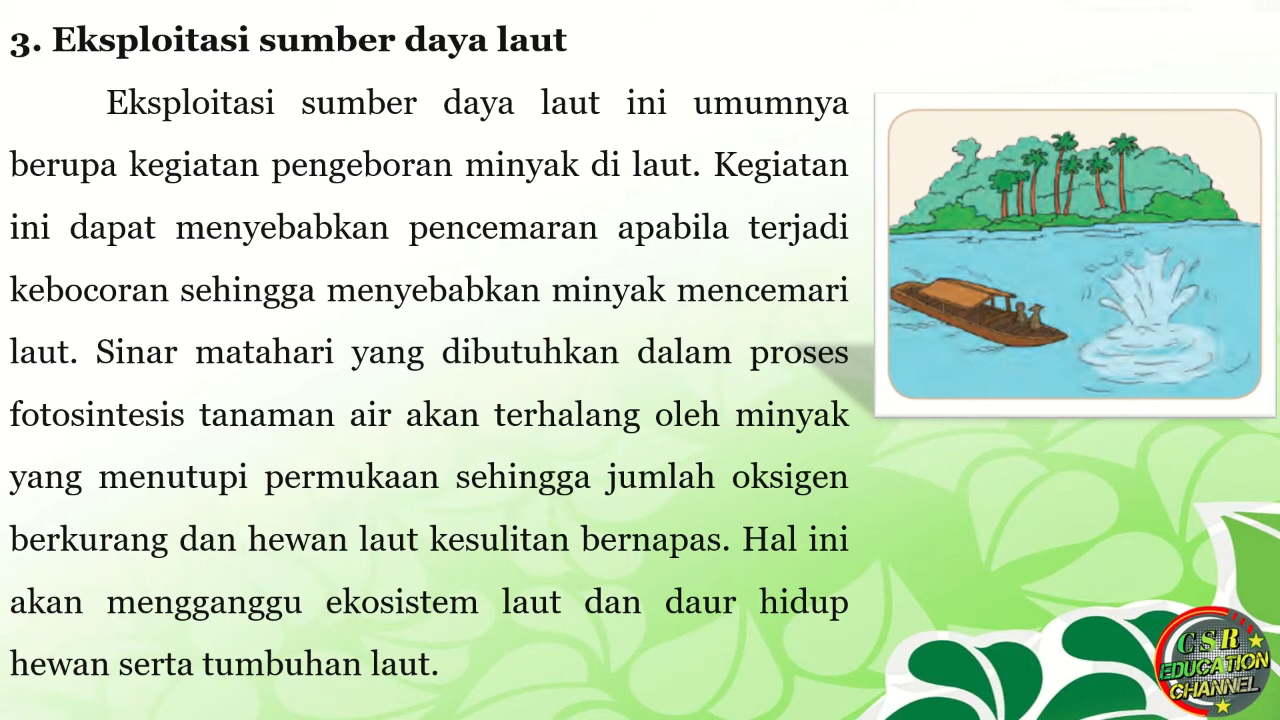 3. Eksploitasi sumber daya laut
Eksploitasi sumber daya laut ini umumnya
berupa kegiatan pengeboran minyak di laut. Kegiatan
ini dapat menyebabkan pencemaran apabila terjadi
kebocoran sehingga menyebabkan minyak mencemari
laut. Sinar matahari yang dibutuhkan dalam proses
fotosintesis tanaman air akan terhalang oleh minyak
yang menutupi permukaan sehingga jumlah oksigen
berkurang dan hewan laut kesulitan bernapas. Hal ini
akan mengganggu ekosistem laut dan daur hidup
hewan serta tumbuhan laut.
CSR
EDUCATION
CHANNEL